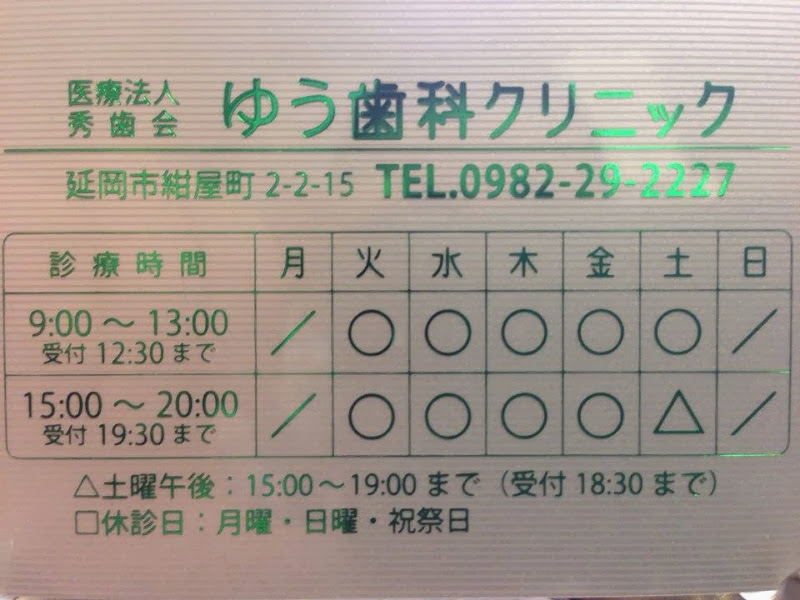 医療法人
秀歯会
ゆう歯科クリニック
延岡市紺屋町 2-2-15 TEL.0982-29-2227
診療時間 月 火 水 木 金 土 日
9:00 ～ 13:00 ／ ○ ○ ○ ○ ○ ／
受付 12:30 まで
15:00 ～ 20:00 ／ ○ ○ ○ ○ △ ／
受付 19:30 まで
△土曜午後：15:00～19:00 まで（受付 18:30 まで）
□休診日：月曜・日曜・祝祭日